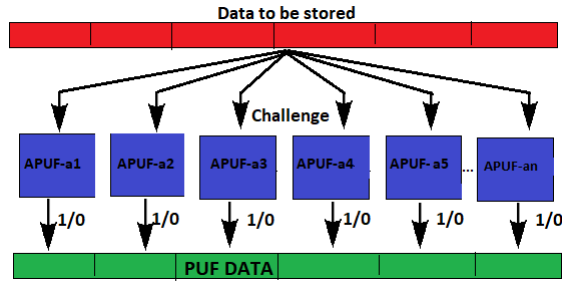 Data to be stored
Challenge
APUF-a1 APUF-a2 APUF-a3 APUF-a4 APUF-a5 ... APUF-an
1/0 1/0 1/0 1/0 1/0 1/0
PUF DATA